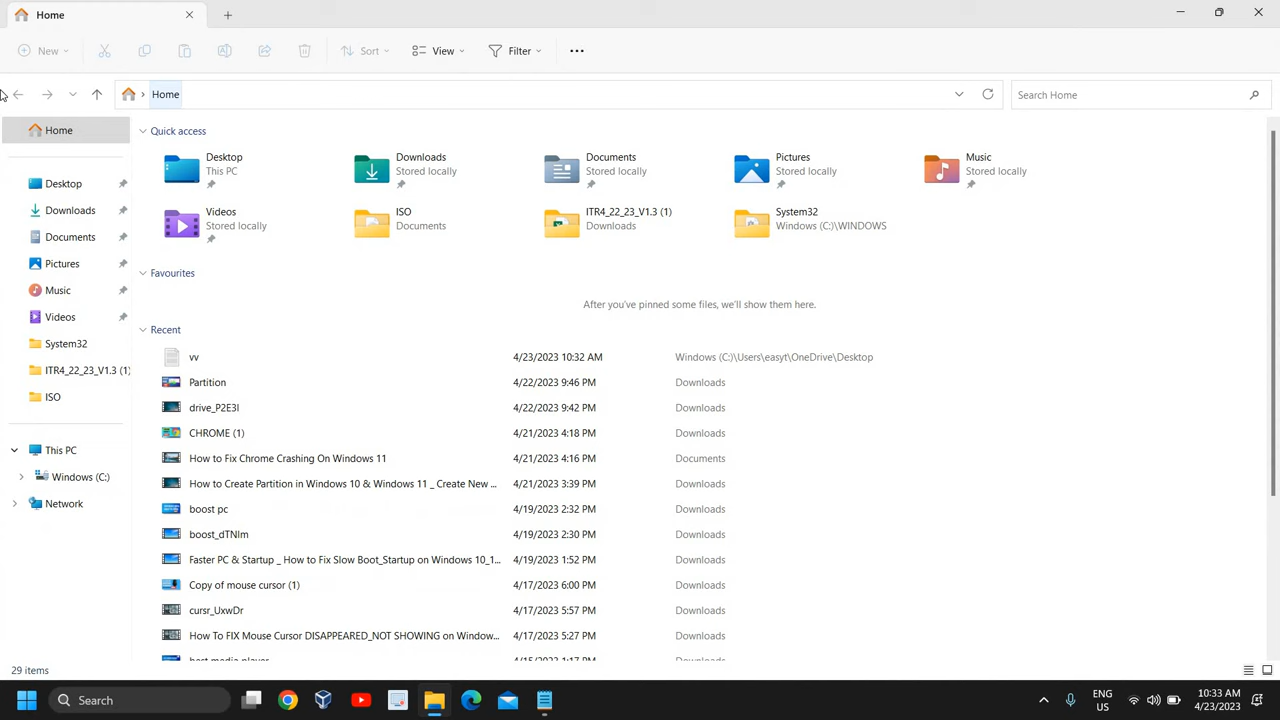 Home
New
Sort
View
Filter
Home
Search Home
Home
Desktop
Downloads
Documents
Pictures
Music
Videos
System32
ITR4_22_23_V1.3 (1)
ISO
This PC
Windows (C:)
Network
Quick access
Desktop
This PC
Downloads
Stored locally
Documents
Stored locally
Pictures
Stored locally
Music
Stored locally
Videos
Stored locally
ISO
Documents
ITR4_22_23_V1.3 (1)
Downloads
System32
Windows (C:)\WINDOWS
Favourites
After you've pinned some files, we'll show them here.
Recent
vv 4/23/2023 10:32 AM Windows (C:)\Users\easyt\OneDrive\Desktop
Partition 4/22/2023 9:46 PM Downloads
drive_P2E3I 4/22/2023 9:42 PM Downloads
CHROME (1) 4/21/2023 4:18 PM Downloads
How to Fix Chrome Crashing On Windows 11 4/21/2023 4:16 PM Documents
How to Create Partition in Windows 10 & Windows 11 _ Create New ... 4/21/2023 3:39 PM Downloads
boost pc 4/19/2023 2:32 PM Downloads
boost_dTNIm 4/19/2023 2:30 PM Downloads
Faster PC & Startup _ How to Fix Slow Boot_Startup on Windows 10_1... 4/19/2023 1:52 PM Downloads
Copy of mouse cursor (1) 4/17/2023 6:00 PM Downloads
cursr_UxwDr 4/17/2023 5:57 PM Downloads
How To FIX Mouse Cursor DISAPPEARED_NOT SHOWING on Window... 4/17/2023 5:27 PM Downloads
best media player 4/15/2023 1:17 PM Downloads
29 items
Search
ENG
US
10:33 AM
4/23/2023